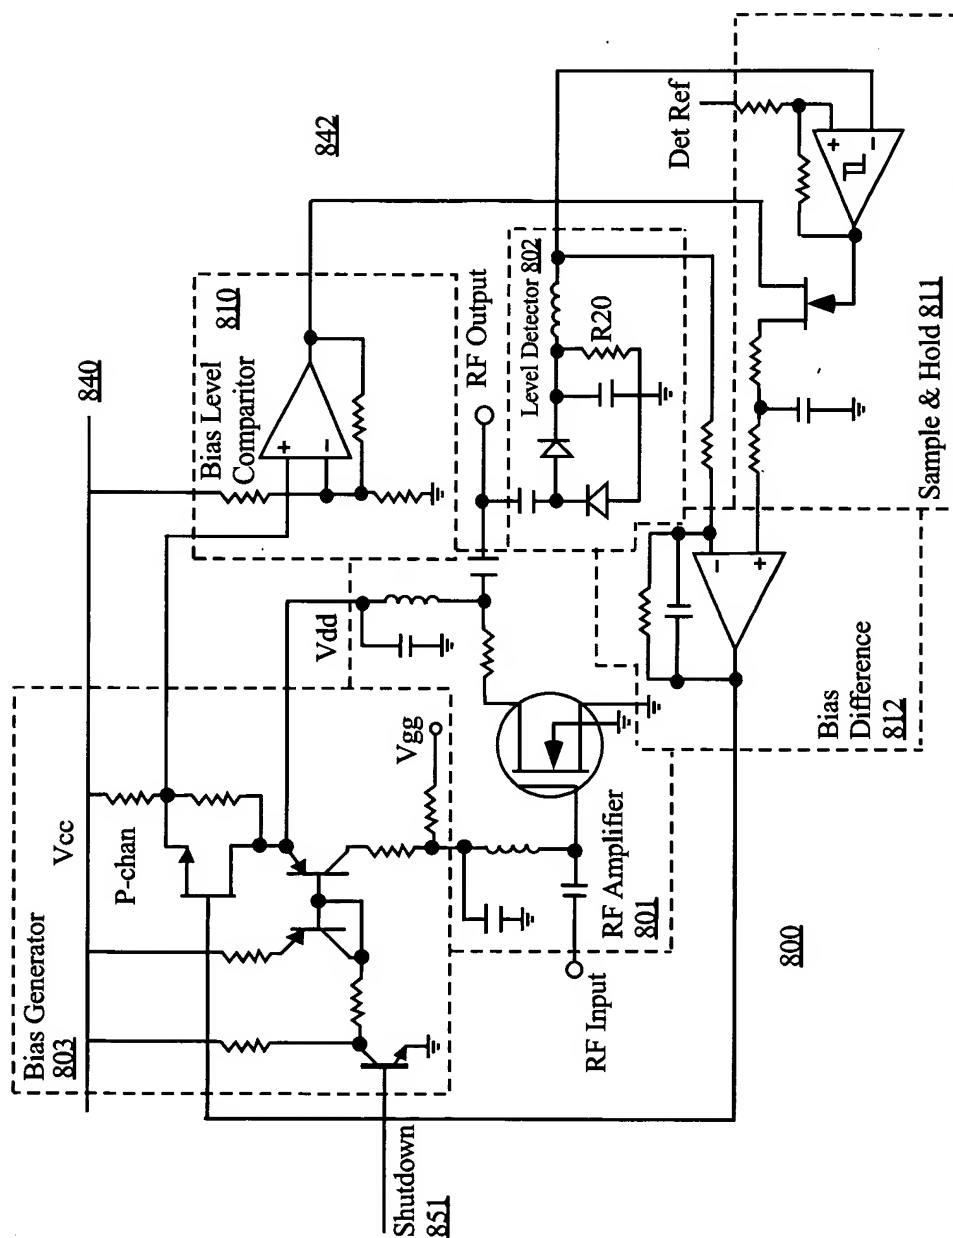 840
842
Vcc
Bias Generator
803
P-chan
Vdd
Vgg
Bias Level
Comparitor
810
+
−
RF Output
Level Detector 802
R20
Det Ref
+
−
Shutdown
851
RF Input
RF Amplifier
801
Bias
Difference
812
−
+
Sample & Hold 811
800